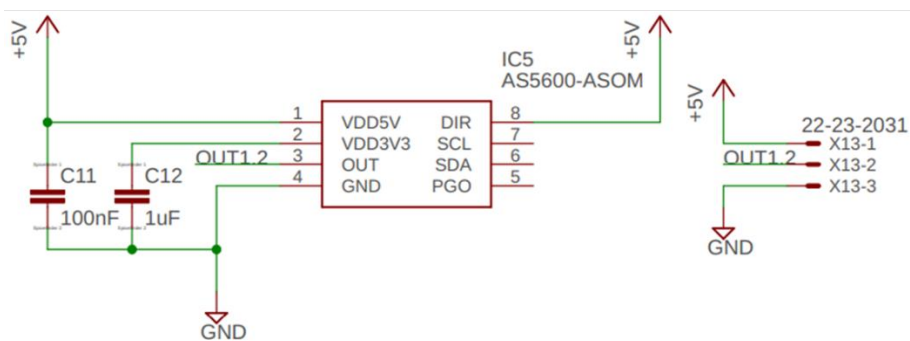 +5V
+5V
IC5
AS5600-ASOM
+5V
1 VDD5V DIR 8
22-23-2031
2 VDD3V3 SCL 7
X13-1
OUT1.2 3 OUT SDA 6
OUT1.2 X13-2
C11 C12
4 GND PGO 5
X13-3
100nF 1uF
GND
GND